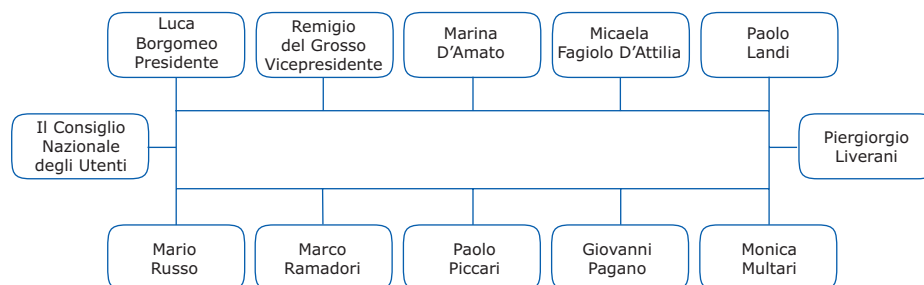 Luca
Borgomeo
Presidente
Remigio
del Grosso
Vicepresidente
Marina
D'Amato
Micaela
Fagiolo D'Attilia
Paolo
Landi
Il Consiglio
Nazionale
degli Utenti
Piergiorgio
Liverani
Mario
Russo
Marco
Ramadori
Paolo
Piccari
Giovanni
Pagano
Monica
Multari